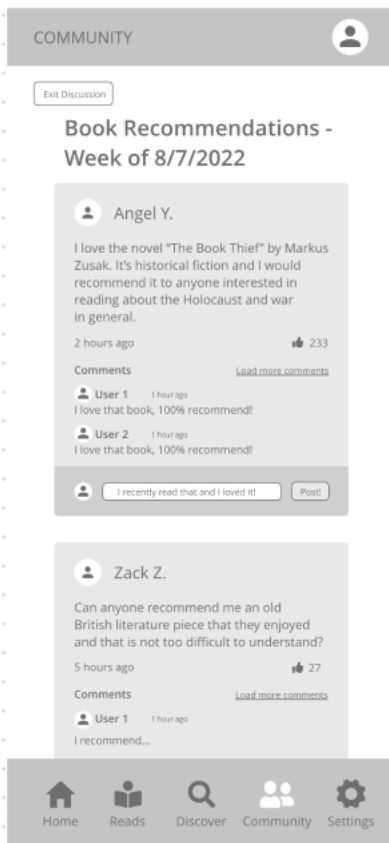 COMMUNITY
Exit Discussion
Book Recommendations -
Week of 8/7/2022
Angel Y.
I love the novel “The Book Thief” by Markus
Zusak. It's historical fiction and I would
recommend it to anyone interested in
reading about the Holocaust and war
in general.
2 hours ago 233
Comments Load more comments
User 1 1 hour ago
I love that book, 100% recommend!
User 2 1 hour ago
I love that book, 100% recommend!
I recently read that and I loved it! Post!
Zack Z.
Can anyone recommend me an old
British literature piece that they enjoyed
and that is not too difficult to understand?
5 hours ago 27
Comments Load more comments
User 1 1 hour ago
I recommend...
Home Reads Discover Community Settings